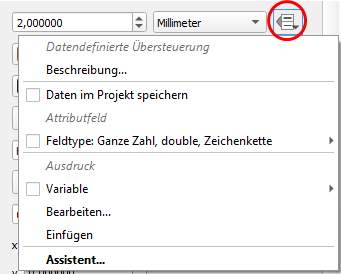 2,000000 Millimeter
Datendefinierte Übersteuerung
Beschreibung...
Daten im Projekt speichern
Attributfeld
Feldtype: Ganze Zahl, double, Zeichenkette
Ausdruck
Variable
Bearbeiten...
Einfügen
x
Assistent...